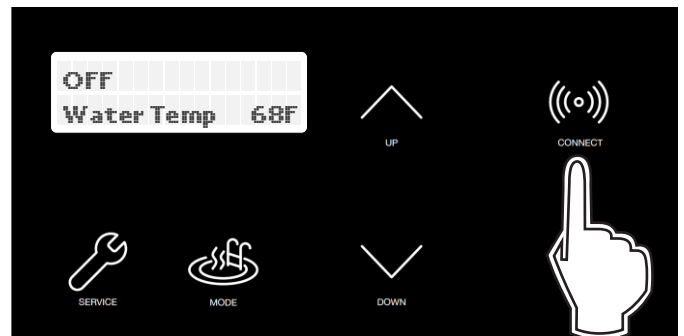 OFF
Water Temp 68F
UP
CONNECT
SERVICE
MODE
DOWN